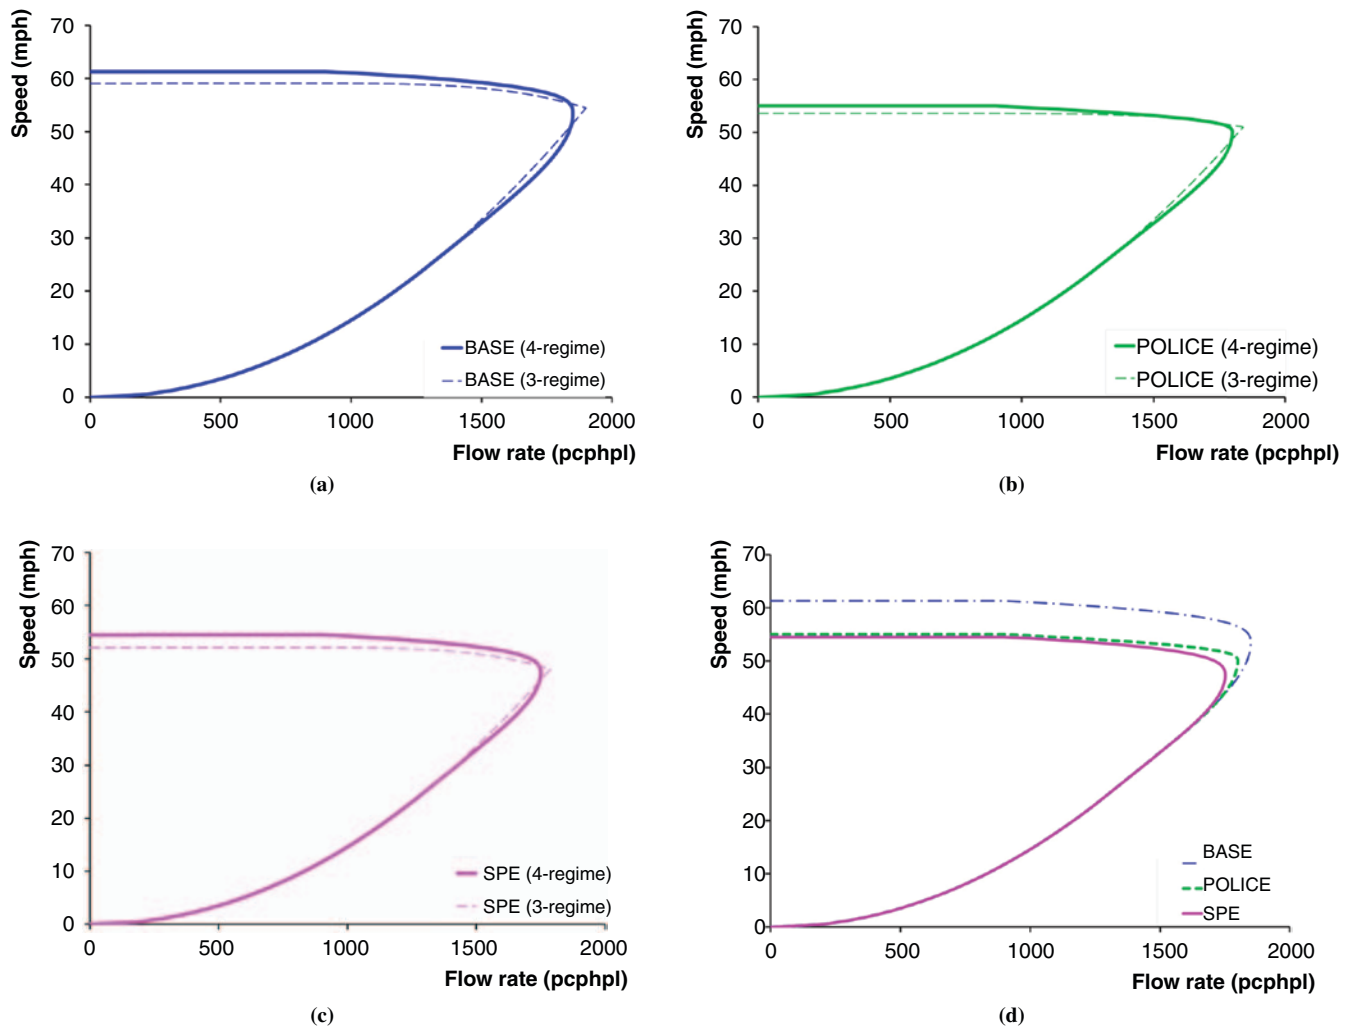 Speed (mph)
70
60
50
40
30
20
10
0
BASE (4-regime)
BASE (3-regime)
0 500 1000 1500 2000
Flow rate (pcphpl)
(a)
Speed (mph)
70
60
50
40
30
20
10
0
POLICE (4-regime)
POLICE (3-regime)
0 500 1000 1500 2000
Flow rate (pcphpl)
(b)
Speed (mph)
70
60
50
40
30
20
10
0
SPE (4-regime)
SPE (3-regime)
0 500 1000 1500 2000
Flow rate (pcphpl)
(c)
Speed (mph)
70
60
50
40
30
20
10
0
BASE
POLICE
SPE
0 500 1000 1500 2000
Flow rate (pcphpl)
(d)